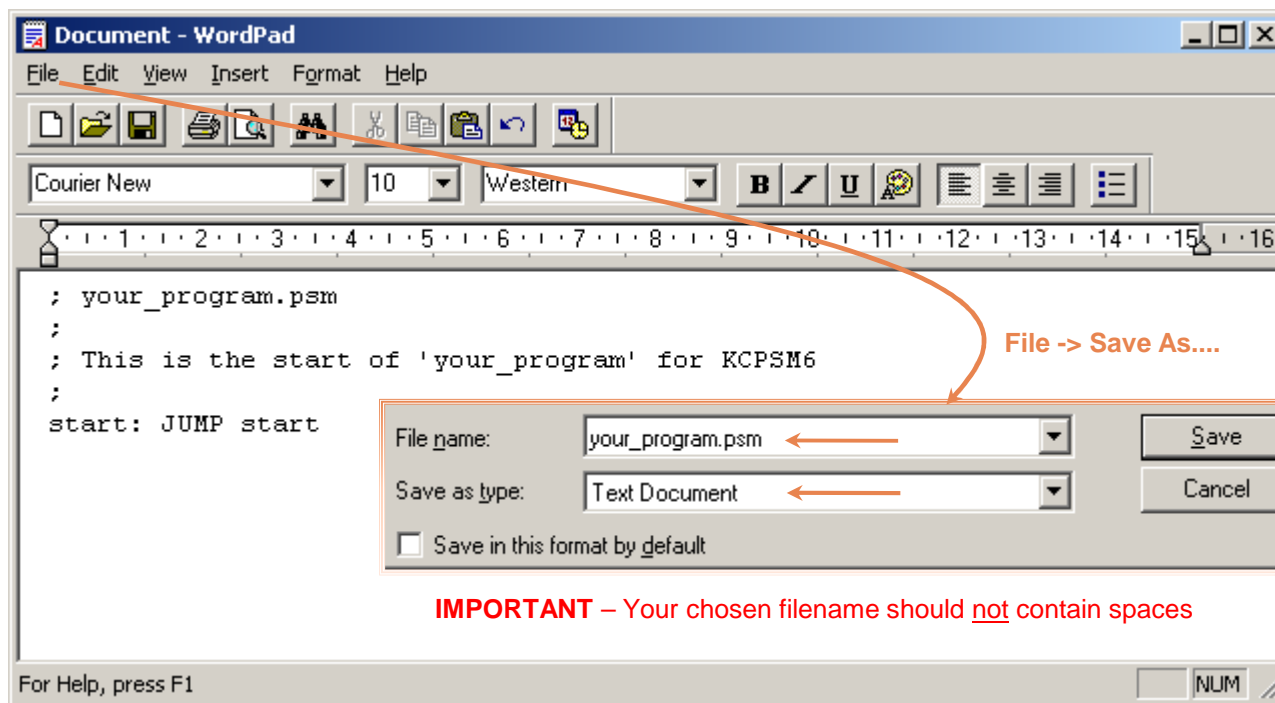 Document - WordPad
File Edit View Insert Format Help
Courier New 10 Western B I U
1 2 3 4 5 6 7 8 9 10 11 12 13 14 15 16
; your_program.psm
;
; This is the start of 'your_program' for KCPSM6
;
start: JUMP start
File -> Save As....
File name: your_program.psm Save
Save as type: Text Document Cancel
Save in this format by default
IMPORTANT – Your chosen filename should not contain spaces
For Help, press F1 NUM